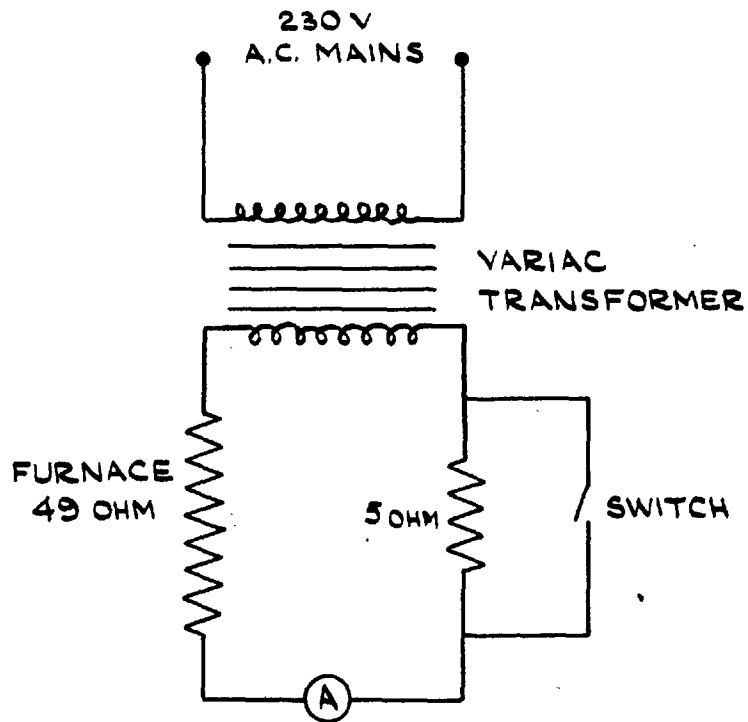 230 V
A.C. MAINS
VARIAC
TRANSFORMER
FURNACE
49 OHM
5 OHM
SWITCH
A